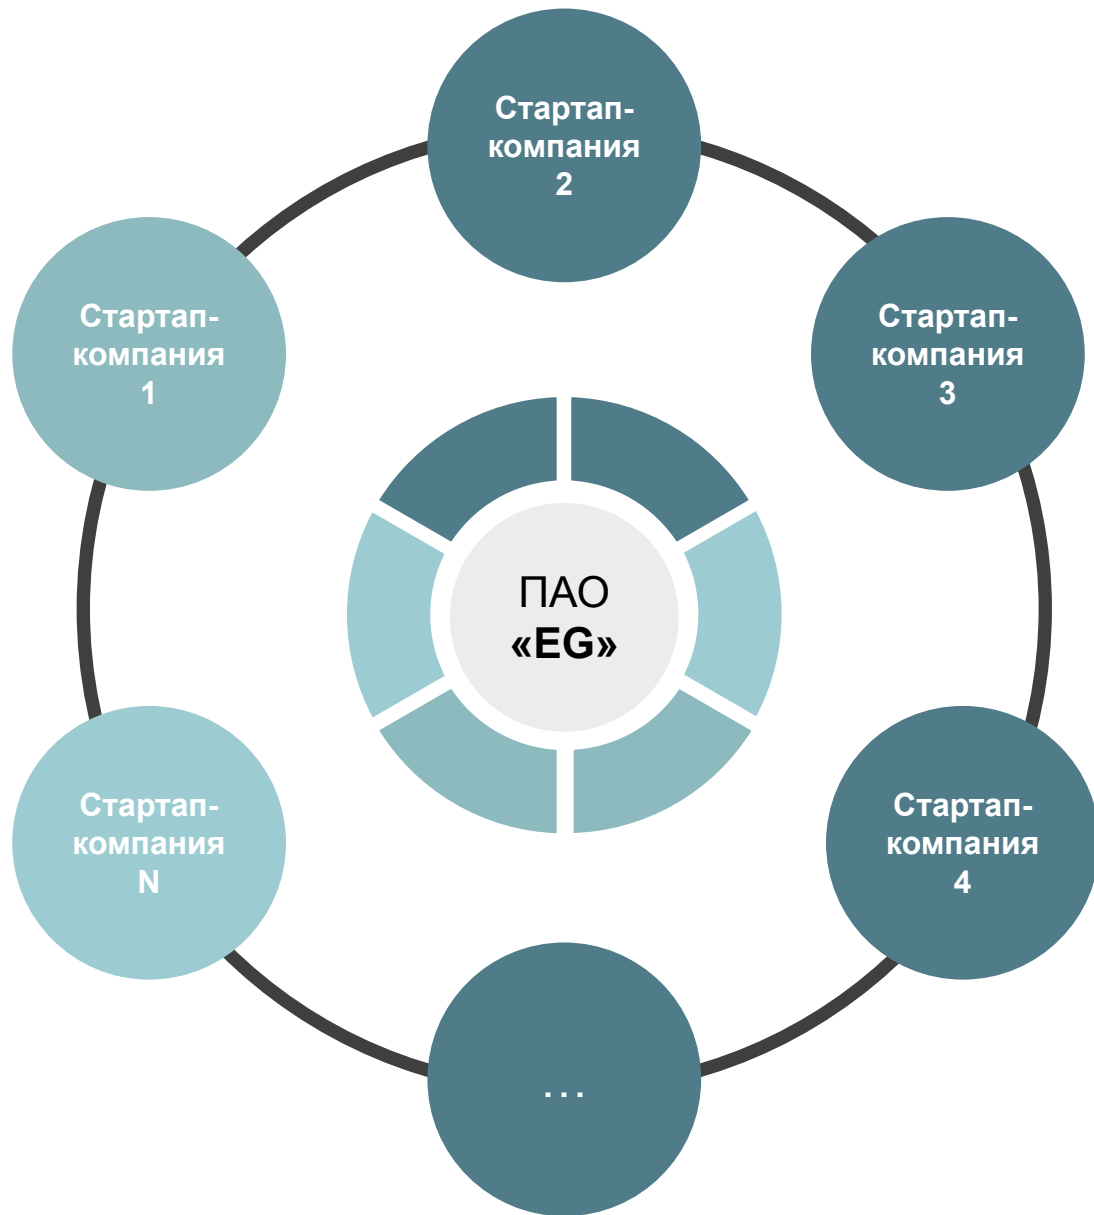 Стартап-
компания
2
Стартап-
компания
1
Стартап-
компания
3
ПАО
«EG»
Стартап-
компания
N
Стартап-
компания
4
...